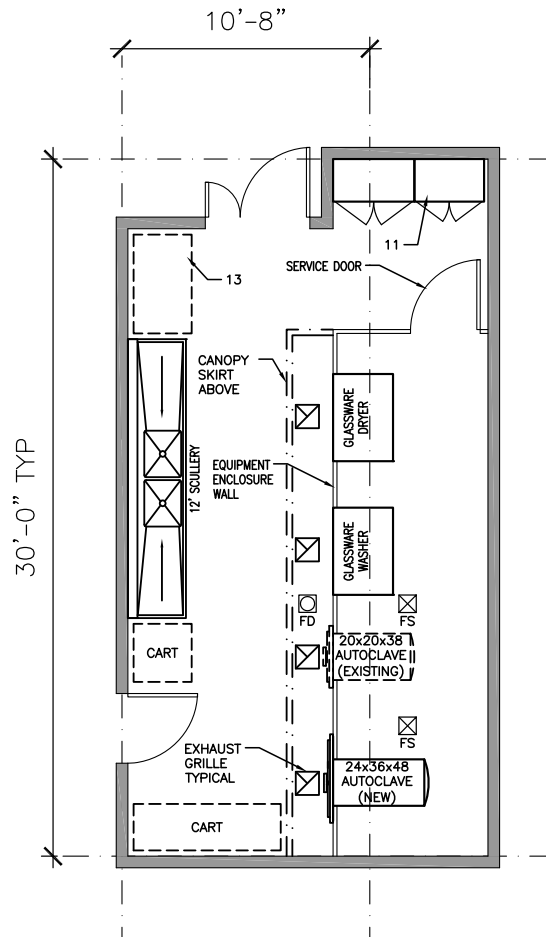 10'-8"
30'-0" TYP
13
11
SERVICE DOOR
CANOPY
SKIRT
ABOVE
GLASSWARE
DRYER
12' SCULLERY
EQUIPMENT
ENCLOSURE
WALL
GLASSWARE
WASHER
FD
FS
CART
20x20x38
AUTOCLAVE
(EXISTING)
FS
EXHAUST
GRILLE
TYPICAL
24x36x48
AUTOCLAVE
(NEW)
CART